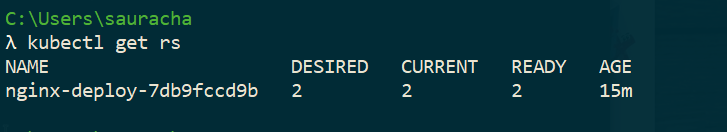 C:\Users\sauracha
λ kubectl get rs
NAME DESIRED CURRENT READY AGE
nginx-deploy-7db9fccd9b 2 2 2 15m